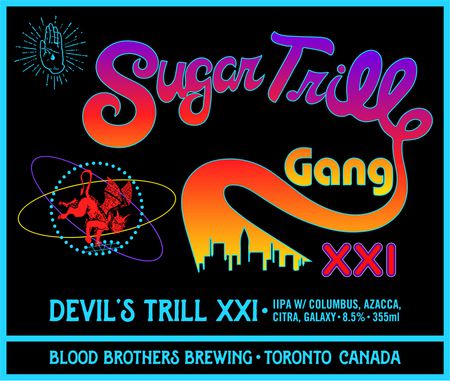 Sugar Trill
Gang
XXI
DEVIL'S TRILL XXI • IIPA W/ COLUMBUS, AZACCA,
CITRA, GALAXY • 8.5% • 355ml
BLOOD BROTHERS BREWING • TORONTO CANADA